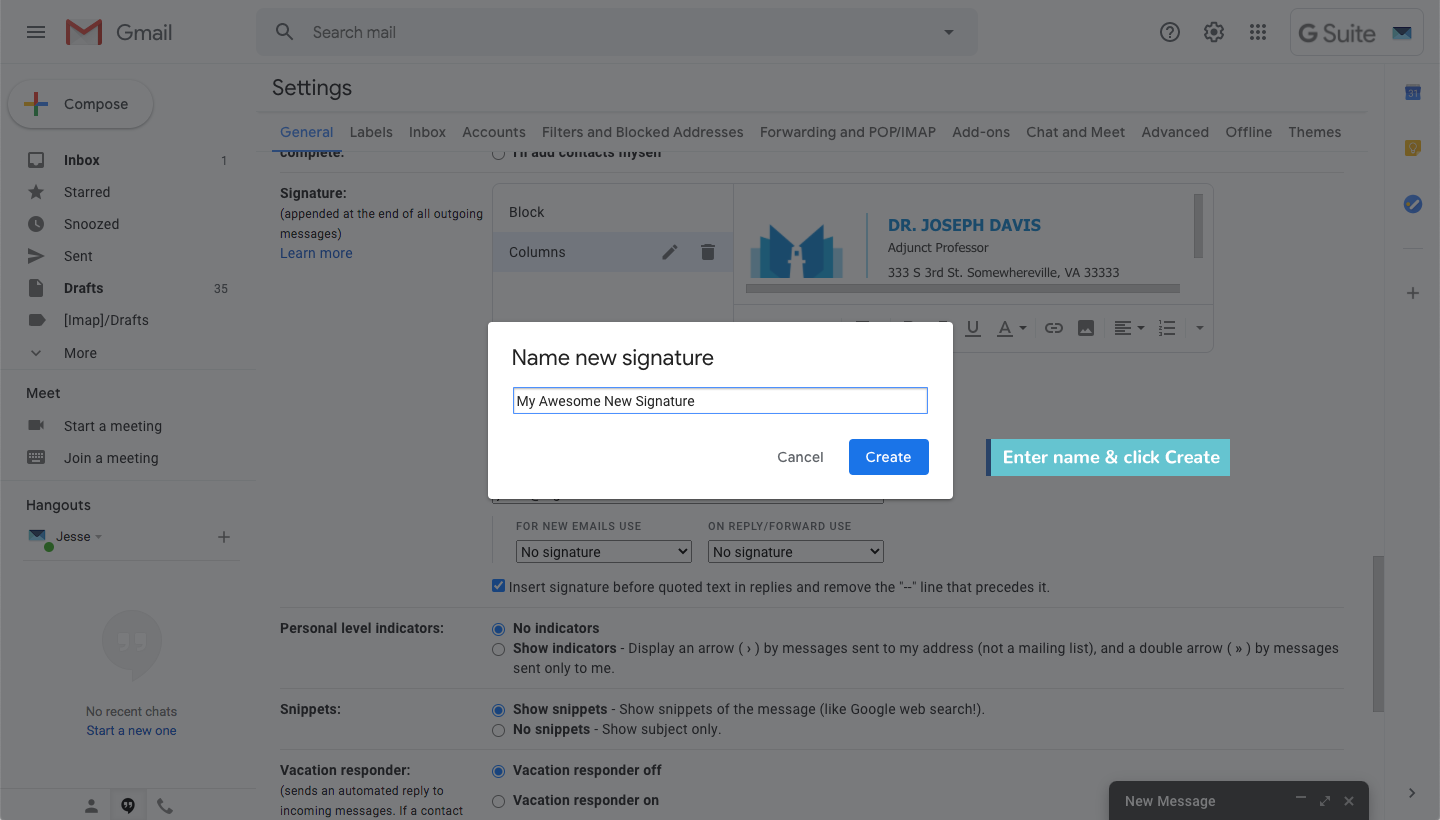 Gmail
Search mail
G Suite
Compose
Inbox 1
Starred
Snoozed
Sent
Drafts 35
[Imap]/Drafts
More
Meet
Start a meeting
Join a meeting
Hangouts
Jesse
No recent chats
Start a new one
Settings
General Labels Inbox Accounts Filters and Blocked Addresses Forwarding and POP/IMAP Add-ons Chat and Meet Advanced Offline Themes
complete: I'll add contacts myself
Signature:
(appended at the end of all outgoing
messages)
Learn more
Block
Columns
DR. JOSEPH DAVIS
Adjunct Professor
333 S 3rd St. Somewhereville, VA 33333
Name new signature
My Awesome New Signature
Cancel
Create
Enter name & click Create
FOR NEW EMAILS USE
ON REPLY/FORWARD USE
No signature
No signature
Insert signature before quoted text in replies and remove the "--" line that precedes it.
Personal level indicators:
No indicators
Show indicators - Display an arrow ( › ) by messages sent to my address (not a mailing list), and a double arrow ( » ) by messages
sent only to me.
Snippets:
Show snippets - Show snippets of the message (like Google web search!).
No snippets - Show subject only.
Vacation responder:
(sends an automated reply to
incoming messages. If a contact
Vacation responder off
Vacation responder on
New Message
31